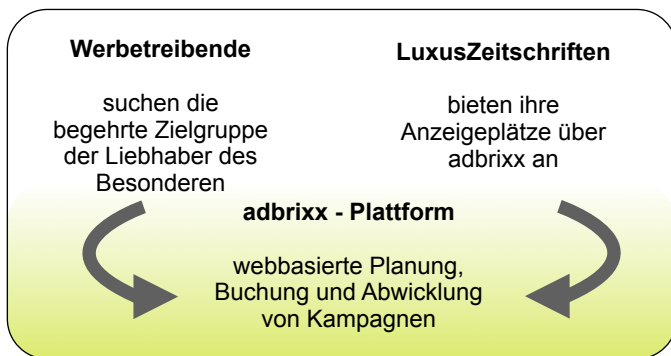 Werbetreibende
suchen die
begehrte Zielgruppe
der Liebhaber des
Besonderen
LuxusZeitschriften
bieten ihre
Anzeigeplätze über
adbrixx an
adbrixx - Plattform
webbasierte Planung,
Buchung und Abwicklung
von Kampagnen